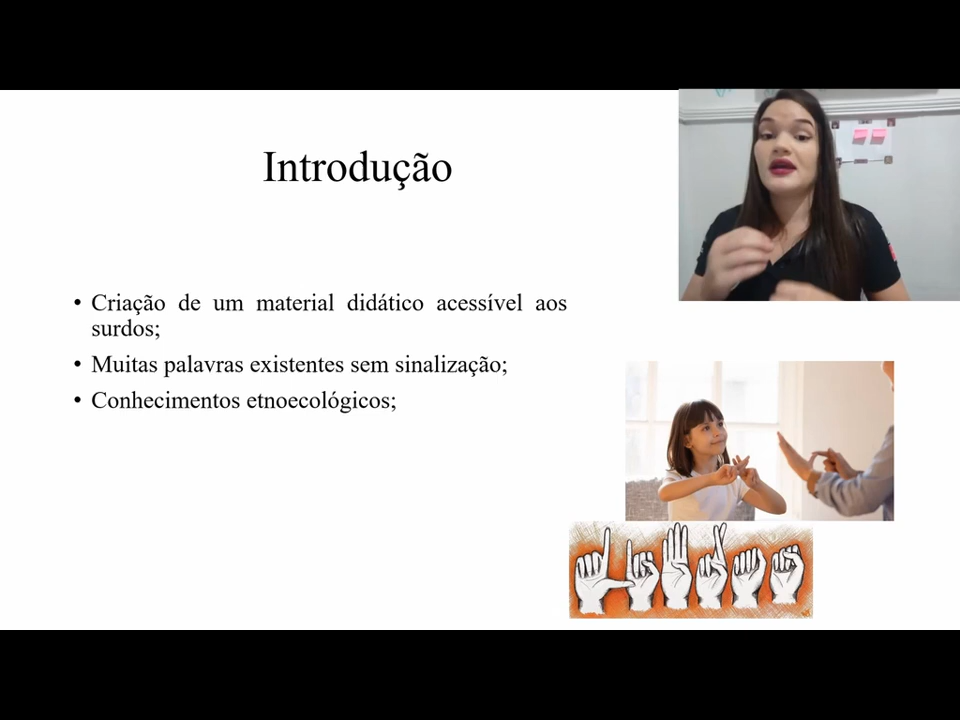 Introdução
• Criação de um material didático acessível aos
surdos;
• Muitas palavras existentes sem sinalização;
• Conhecimentos etnoecológicos;